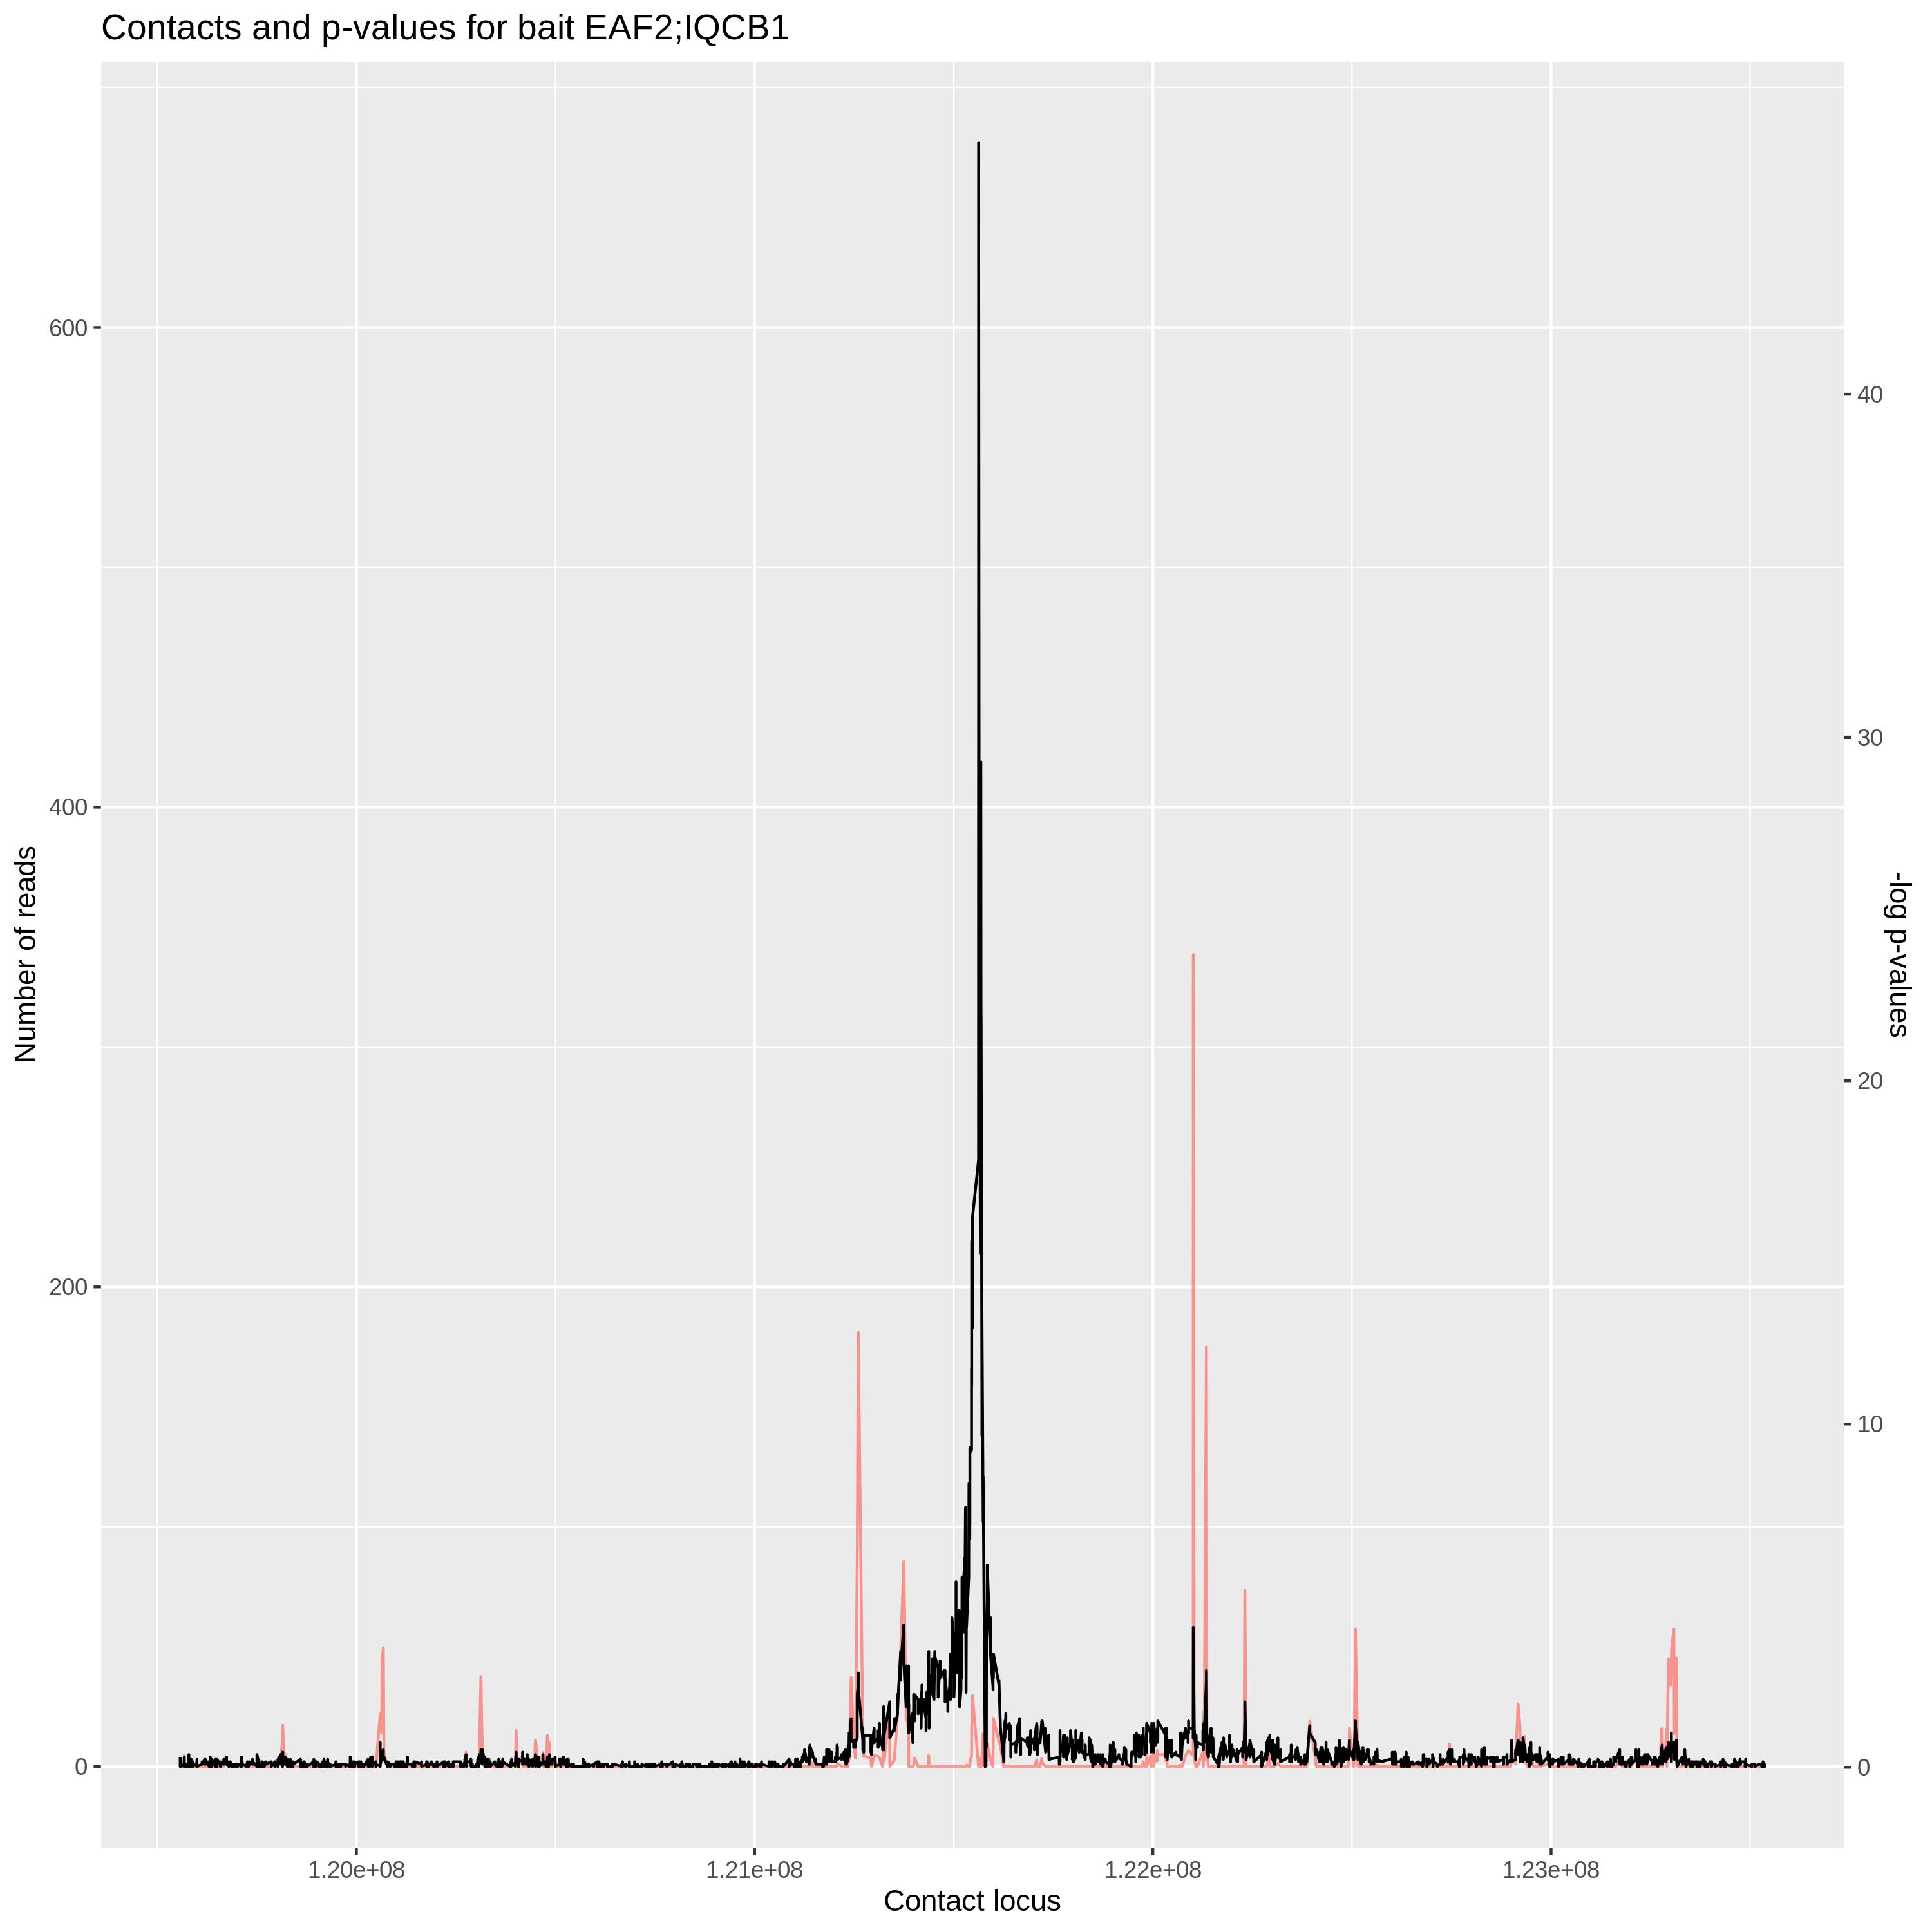 Contacts and p-values for bait EAF2;IQCB1
Number of reads
600
400
200
0
40
30
20
10
0
-log p-values
1.20e+08
1.21e+08
1.22e+08
1.23e+08
Contact locus